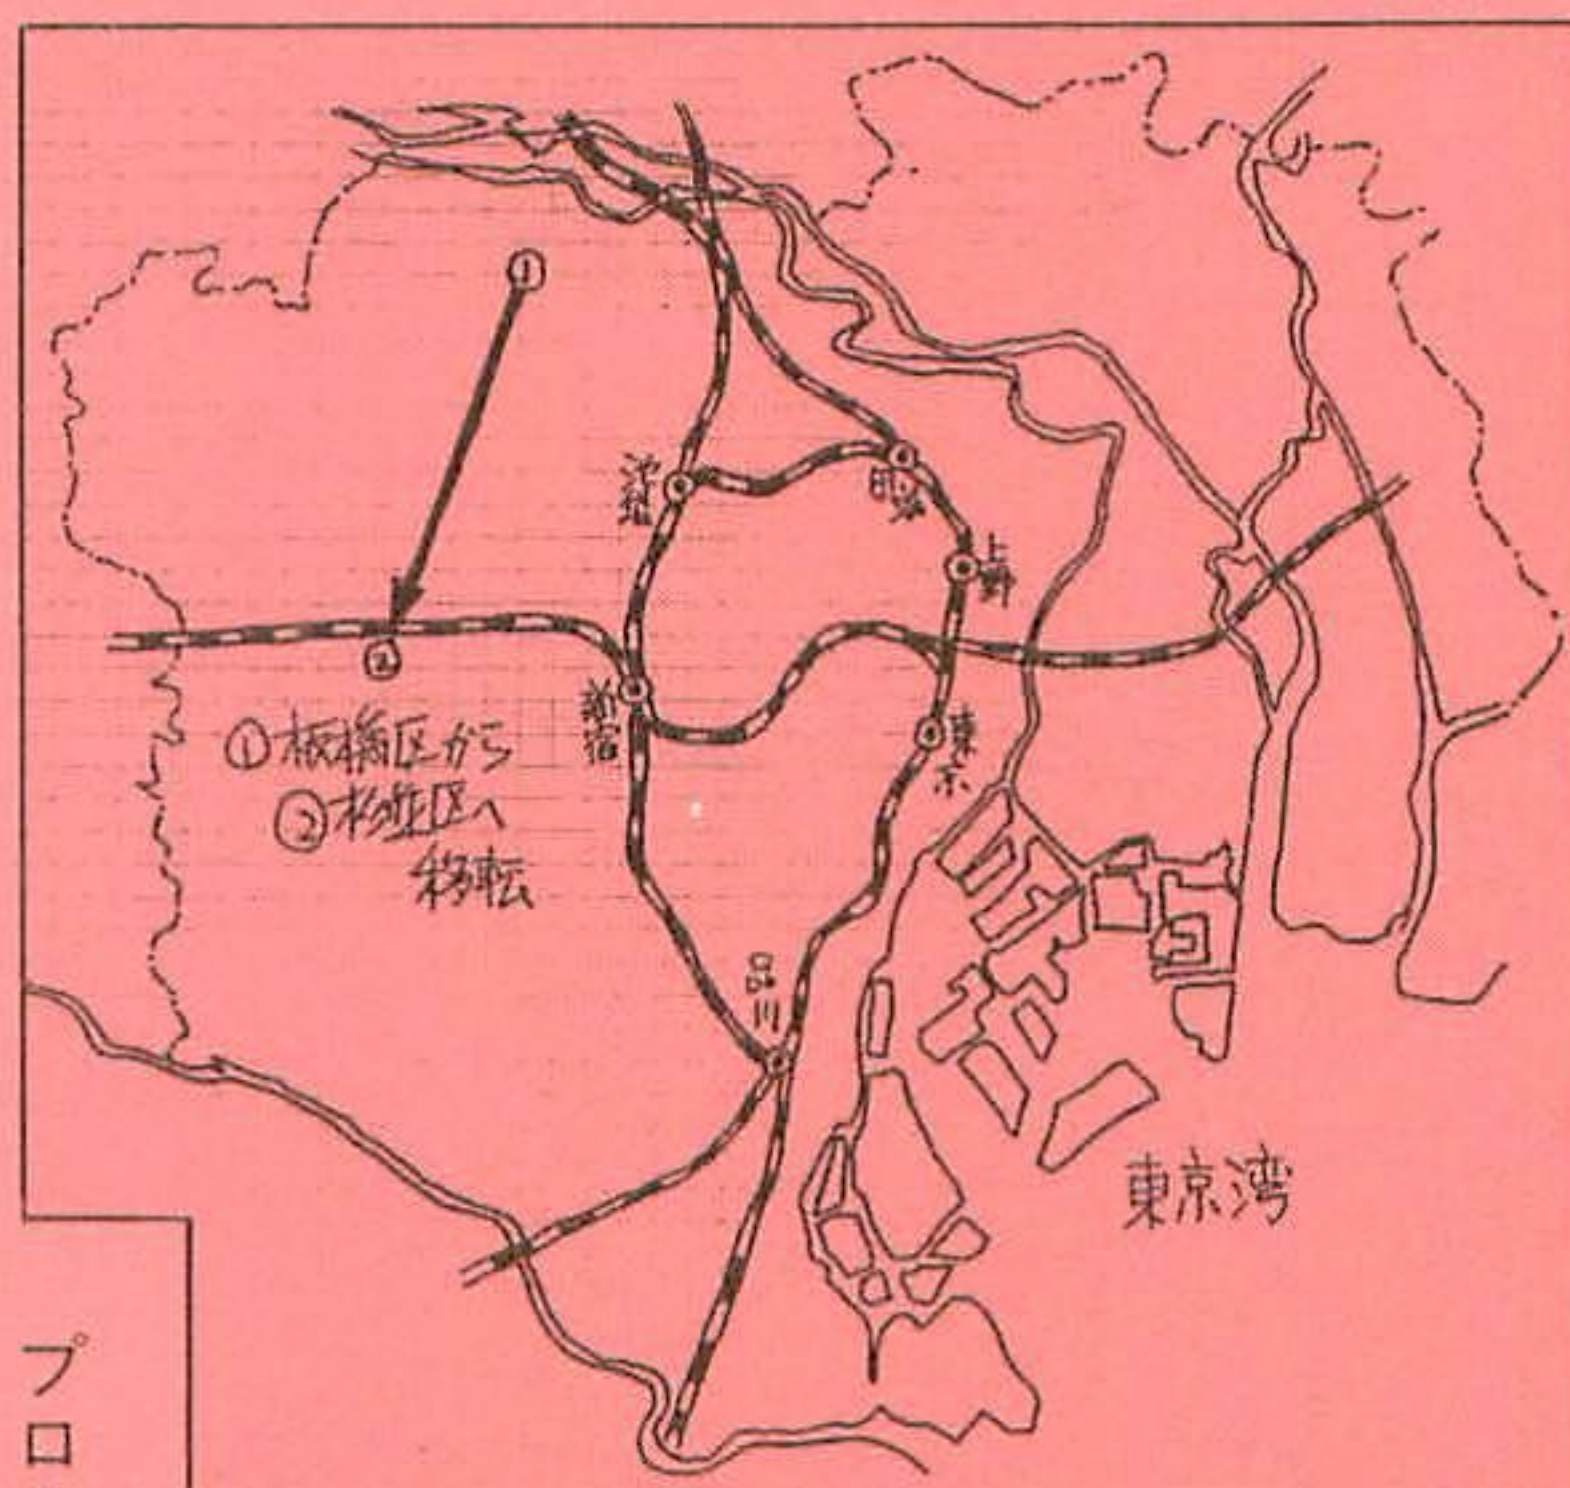 ①
池袋
日暮里
上野
②
新宿
東京
①板橋区から
②杉並区へ
移転
品川
東京湾
プロ